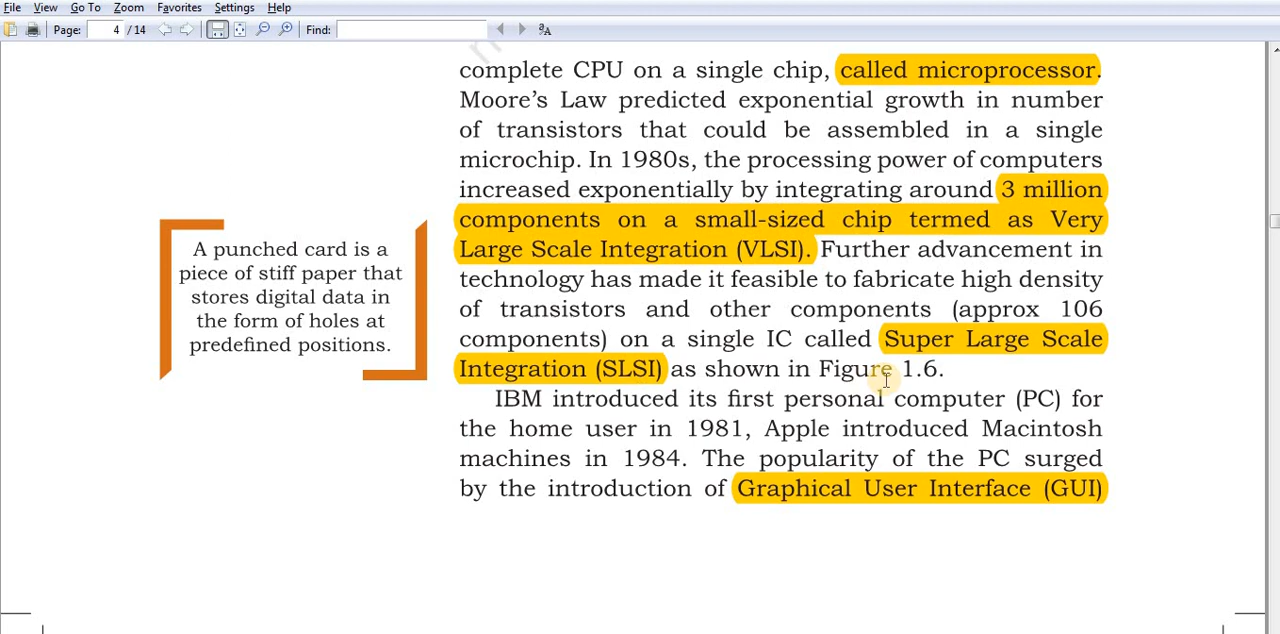 File View Go To Zoom Favorites Settings Help
Page: 4 / 14 Find:
complete CPU on a single chip, called microprocessor.
Moore's Law predicted exponential growth in number
of transistors that could be assembled in a single
microchip. In 1980s, the processing power of computers
increased exponentially by integrating around 3 million
components on a small-sized chip termed as Very
Large Scale Integration (VLSI). Further advancement in
technology has made it feasible to fabricate high density
of transistors and other components (approx 106
components) on a single IC called Super Large Scale
Integration (SLSI) as shown in Figure 1.6.
IBM introduced its first personal computer (PC) for
the home user in 1981, Apple introduced Macintosh
machines in 1984. The popularity of the PC surged
by the introduction of Graphical User Interface (GUI)
A punched card is a
piece of stiff paper that
stores digital data in
the form of holes at
predefined positions.